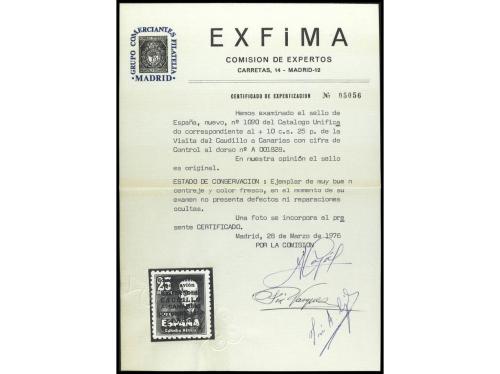 GRUPO COMERCIANTES FILATELIA
MADRID
EXFiMA
COMISION DE EXPERTOS
CARRETAS, 14 - MADRID-12
CERTIFICADO DE EXPERTIZACION Nº 05056
Hemos examinado el sello de
España, nuevo, nº 1090 del Catalogo Unifica
do correspondiente al + 10 c.s. 25 p. de la
Visita del Caudillo a Canarias con cifra de
Control al dorso nº A 001828.
En nuestra opinión el sello
es original.
ESTADO DE CONSERVACION : Ejemplar de muy bue n
centreje y color fresco, en el momento de su
examen no presenta defectos ni reparaciones
ocultas.
Una foto se incorpora al pre
sente CERTIFICADO.
Madrid, 26 de Marzo de 1976
POR LA COMISION
25
CAUDILLO
ESPAÑA